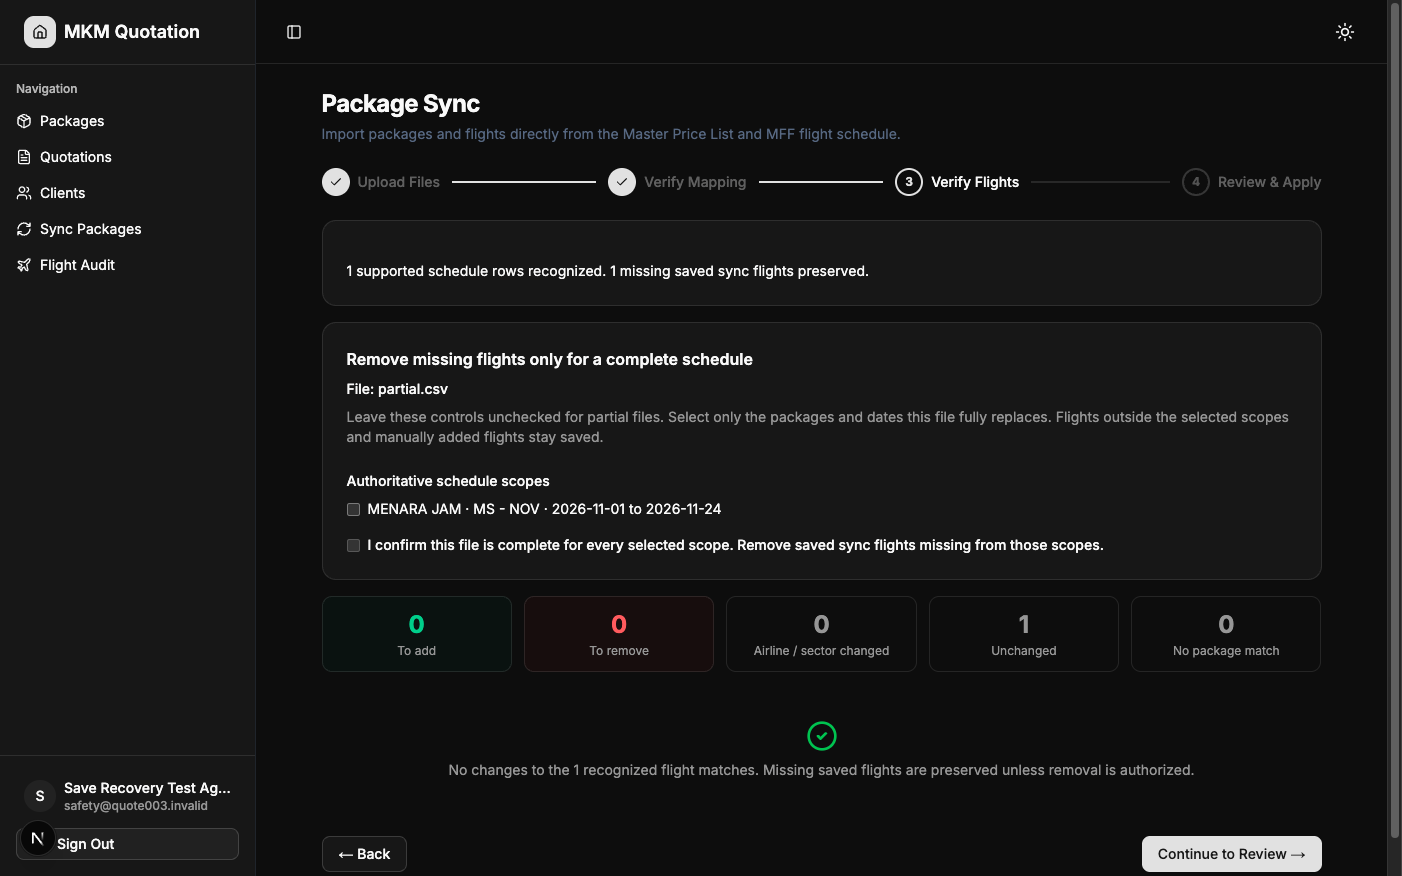 MKM Quotation
Navigation
Packages
Quotations
Clients
Sync Packages
Flight Audit
Save Recovery Test Ag...
S
safety@quote003.invalid
N
Sign Out
Package Sync
Import packages and flights directly from the Master Price List and MFF flight schedule.
Upload Files
Verify Mapping
3 Verify Flights
4 Review & Apply
1 supported schedule rows recognized. 1 missing saved sync flights preserved.
Remove missing flights only for a complete schedule
File: partial.csv
Leave these controls unchecked for partial files. Select only the packages and dates this file fully replaces. Flights outside the selected scopes
and manually added flights stay saved.
Authoritative schedule scopes
MENARA JAM · MS - NOV · 2026-11-01 to 2026-11-24
I confirm this file is complete for every selected scope. Remove saved sync flights missing from those scopes.
0
To add
0
To remove
0
Airline / sector changed
1
Unchanged
0
No package match
No changes to the 1 recognized flight matches. Missing saved flights are preserved unless removal is authorized.
← Back
Continue to Review →